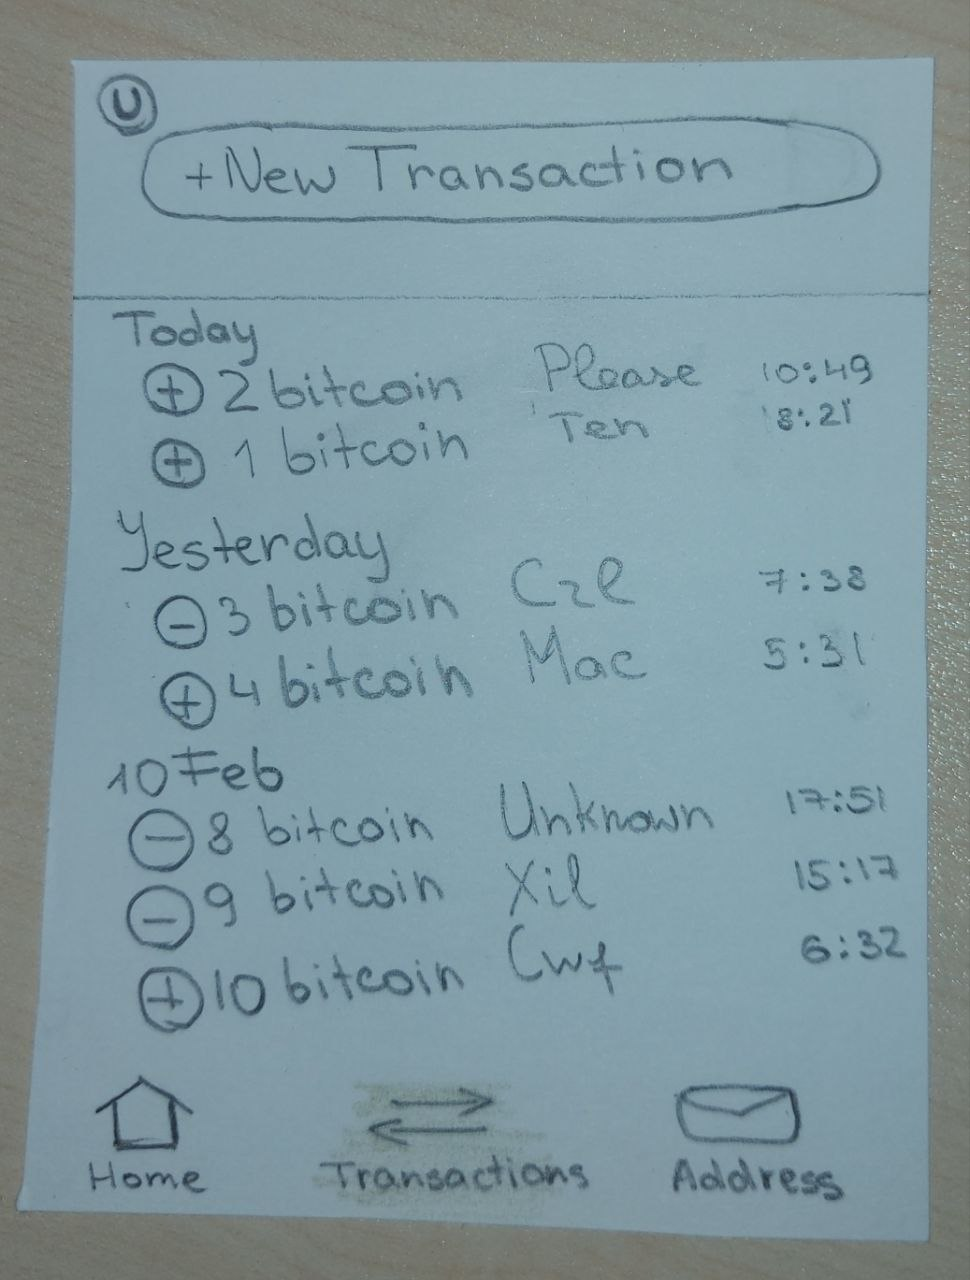 U
+New Transaction
Today
+ 2 bitcoin Please 10:49
+ 1 bitcoin Ten 8:21
Yesterday
- 3 bitcoin Czl 7:38
+ 4 bitcoin Mac 5:31
10 Feb
- 8 bitcoin Unknown 17:51
- 9 bitcoin Xil 15:17
+ 10 bitcoin Cwf 6:32
Home Transactions Address